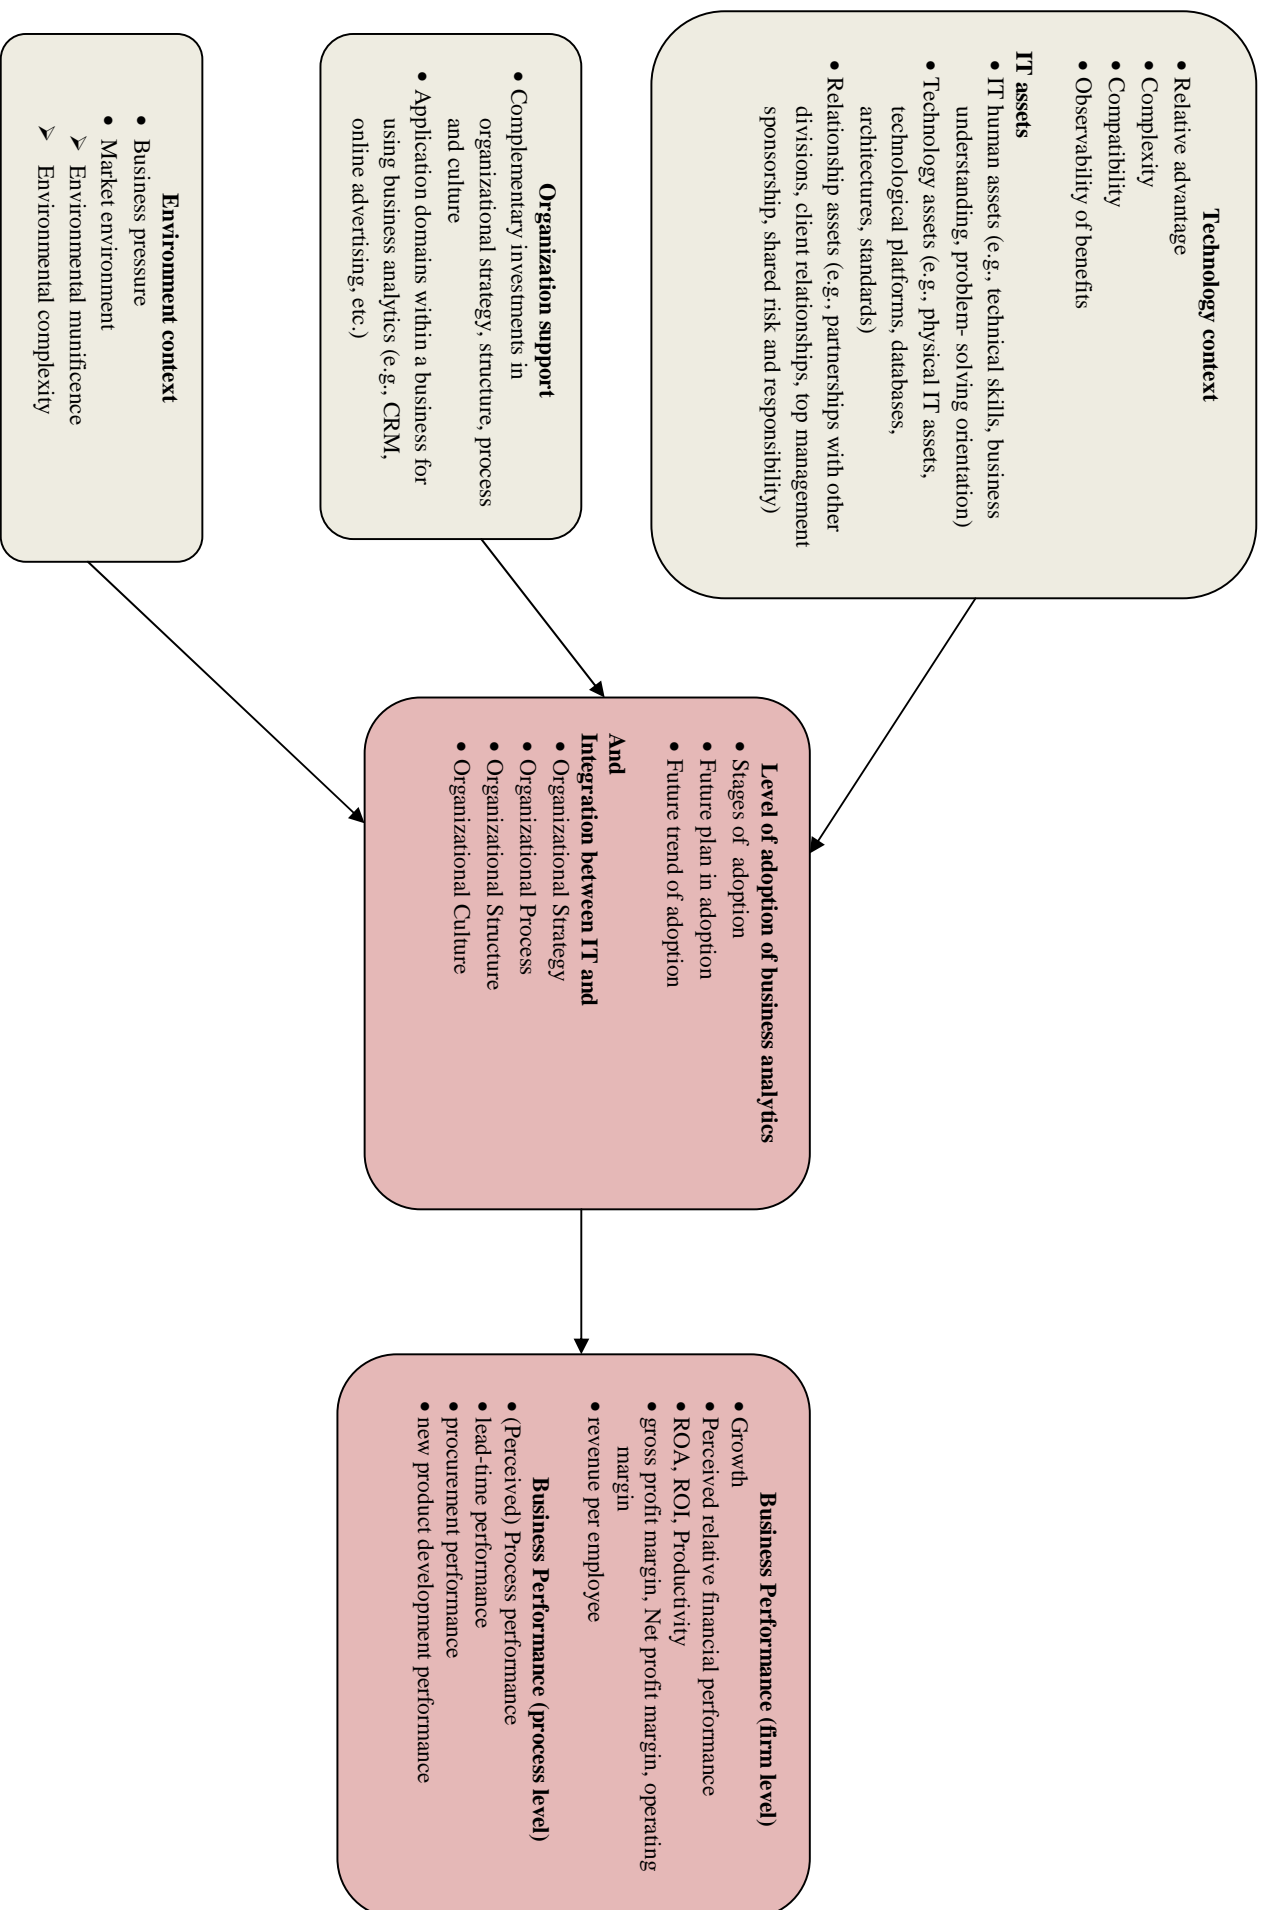 Technology context
• Relative advantage
• Complexity
• Compatibility
• Observability of benefits
IT assets
• IT human assets (e.g., technical skills, business
understanding, problem- solving orientation)
• Technology assets (e.g., physical IT assets,
technological platforms, databases,
architectures, standards)
• Relationship assets (e.g., partnerships with other
divisions, client relationships, top management
sponsorship, shared risk and responsibility)
Organization support
• Complementary investments in
organizational strategy, structure, process
and culture
• Application domains within a business for
using business analytics (e.g., CRM,
online advertising, etc.)
Environment context
• Business pressure
• Market environment
➢ Environmental munificence
➢ Environmental complexity
Level of adoption of business analytics
• Stages of adoption
• Future plan in adoption
• Future trend of adoption
And
Integration between IT and
• Organizational Strategy
• Organizational Process
• Organizational Structure
• Organizational Culture
Business Performance (firm level)
• Growth
• Perceived relative financial performance
• ROA, ROI, Productivity
• gross profit margin, Net profit margin, operating
margin
• revenue per employee
Business Performance (process level)
• (Perceived) Process performance
• lead-time performance
• procurement performance
• new product development performance